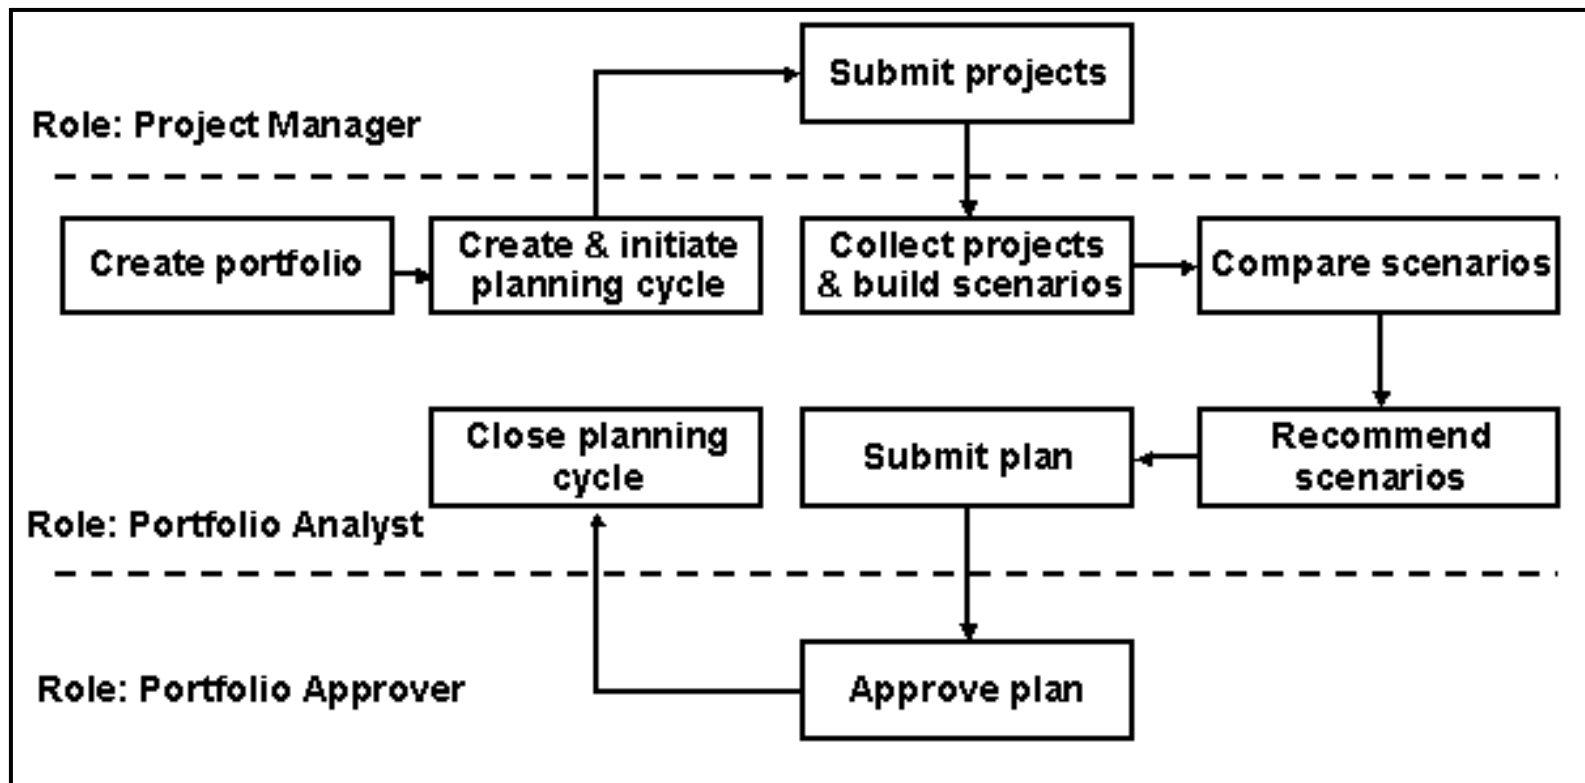 Submit projects
Role: Project Manager
Create portfolio
Create & initiate
planning cycle
Collect projects
& build scenarios
Compare scenarios
Close planning
cycle
Submit plan
Recommend
scenarios
Role: Portfolio Analyst
Role: Portfolio Approver
Approve plan